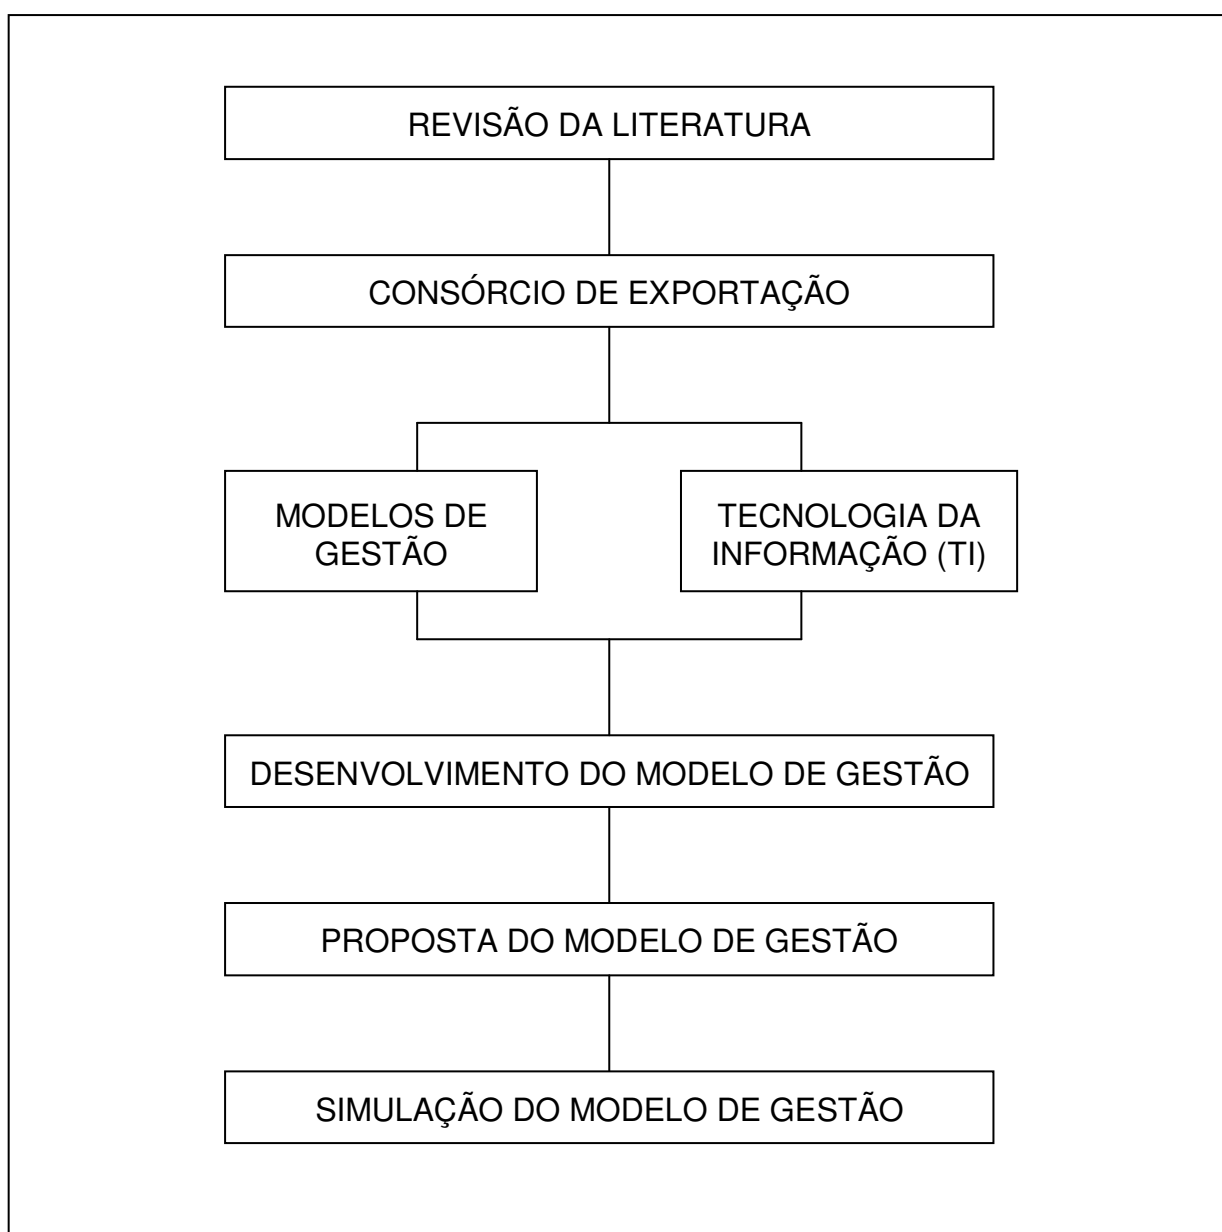 REVISÃO DA LITERATURA
CONSÓRCIO DE EXPORTAÇÃO
MODELOS DE
GESTÃO
TECNOLOGIA DA
INFORMAÇÃO (TI)
DESENVOLVIMENTO DO MODELO DE GESTÃO
PROPOSTA DO MODELO DE GESTÃO
SIMULAÇÃO DO MODELO DE GESTÃO